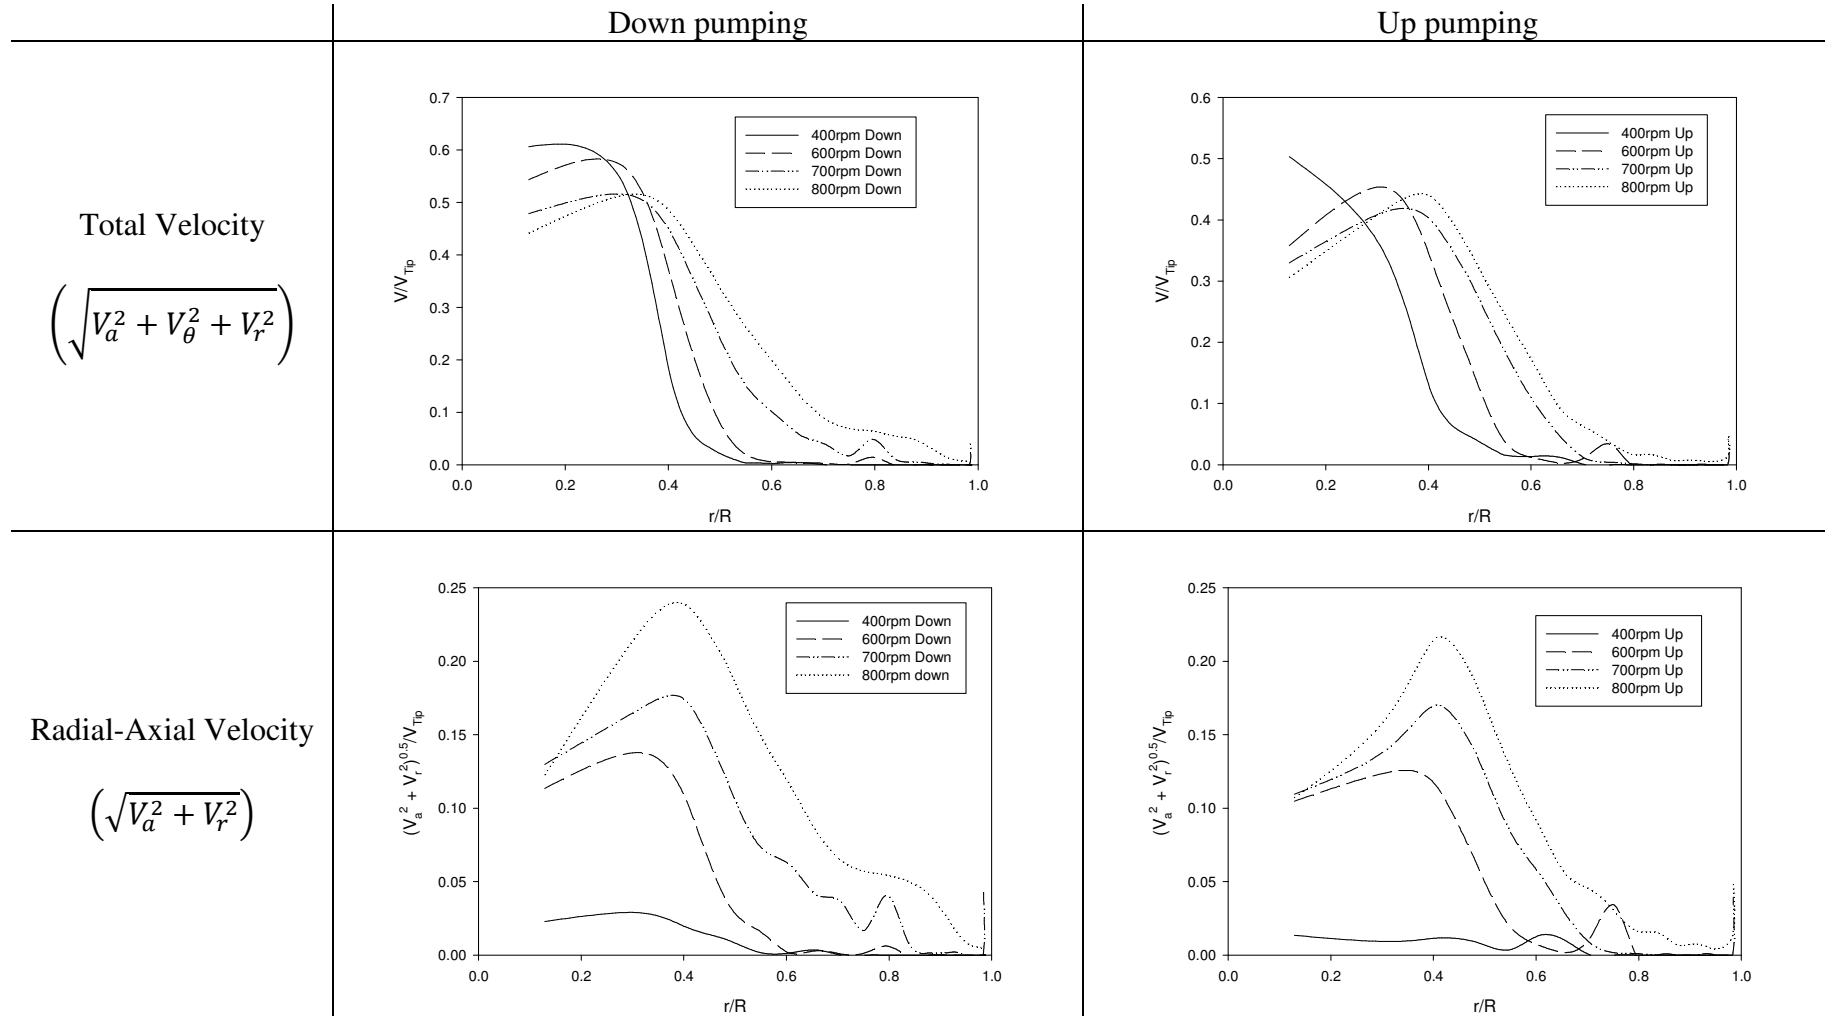 Down pumping
Up pumping
Total Velocity
(√(V_a^2 + V_θ^2 + V_r^2))
0.7
0.6
0.5
0.4
0.3
0.2
0.1
0.0
V/V_Tip
400rpm Down
600rpm Down
700rpm Down
800rpm Down
0.0 0.2 0.4 0.6 0.8 1.0
r/R
0.6
0.5
0.4
0.3
0.2
0.1
0.0
V/V_Tip
400rpm Up
600rpm Up
700rpm Up
800rpm Up
0.0 0.2 0.4 0.6 0.8 1.0
r/R
Radial-Axial Velocity
(√(V_a^2 + V_r^2))
0.25
0.20
0.15
0.10
0.05
0.00
(V_a^2 + V_r^2)^0.5/V_Tip
400rpm Down
600rpm Down
700rpm Down
800rpm down
0.0 0.2 0.4 0.6 0.8 1.0
r/R
0.25
0.20
0.15
0.10
0.05
0.00
(V_a^2 + V_r^2)^0.5/V_Tip
400rpm Up
600rpm Up
700rpm Up
800rpm Up
0.0 0.2 0.4 0.6 0.8 1.0
r/R